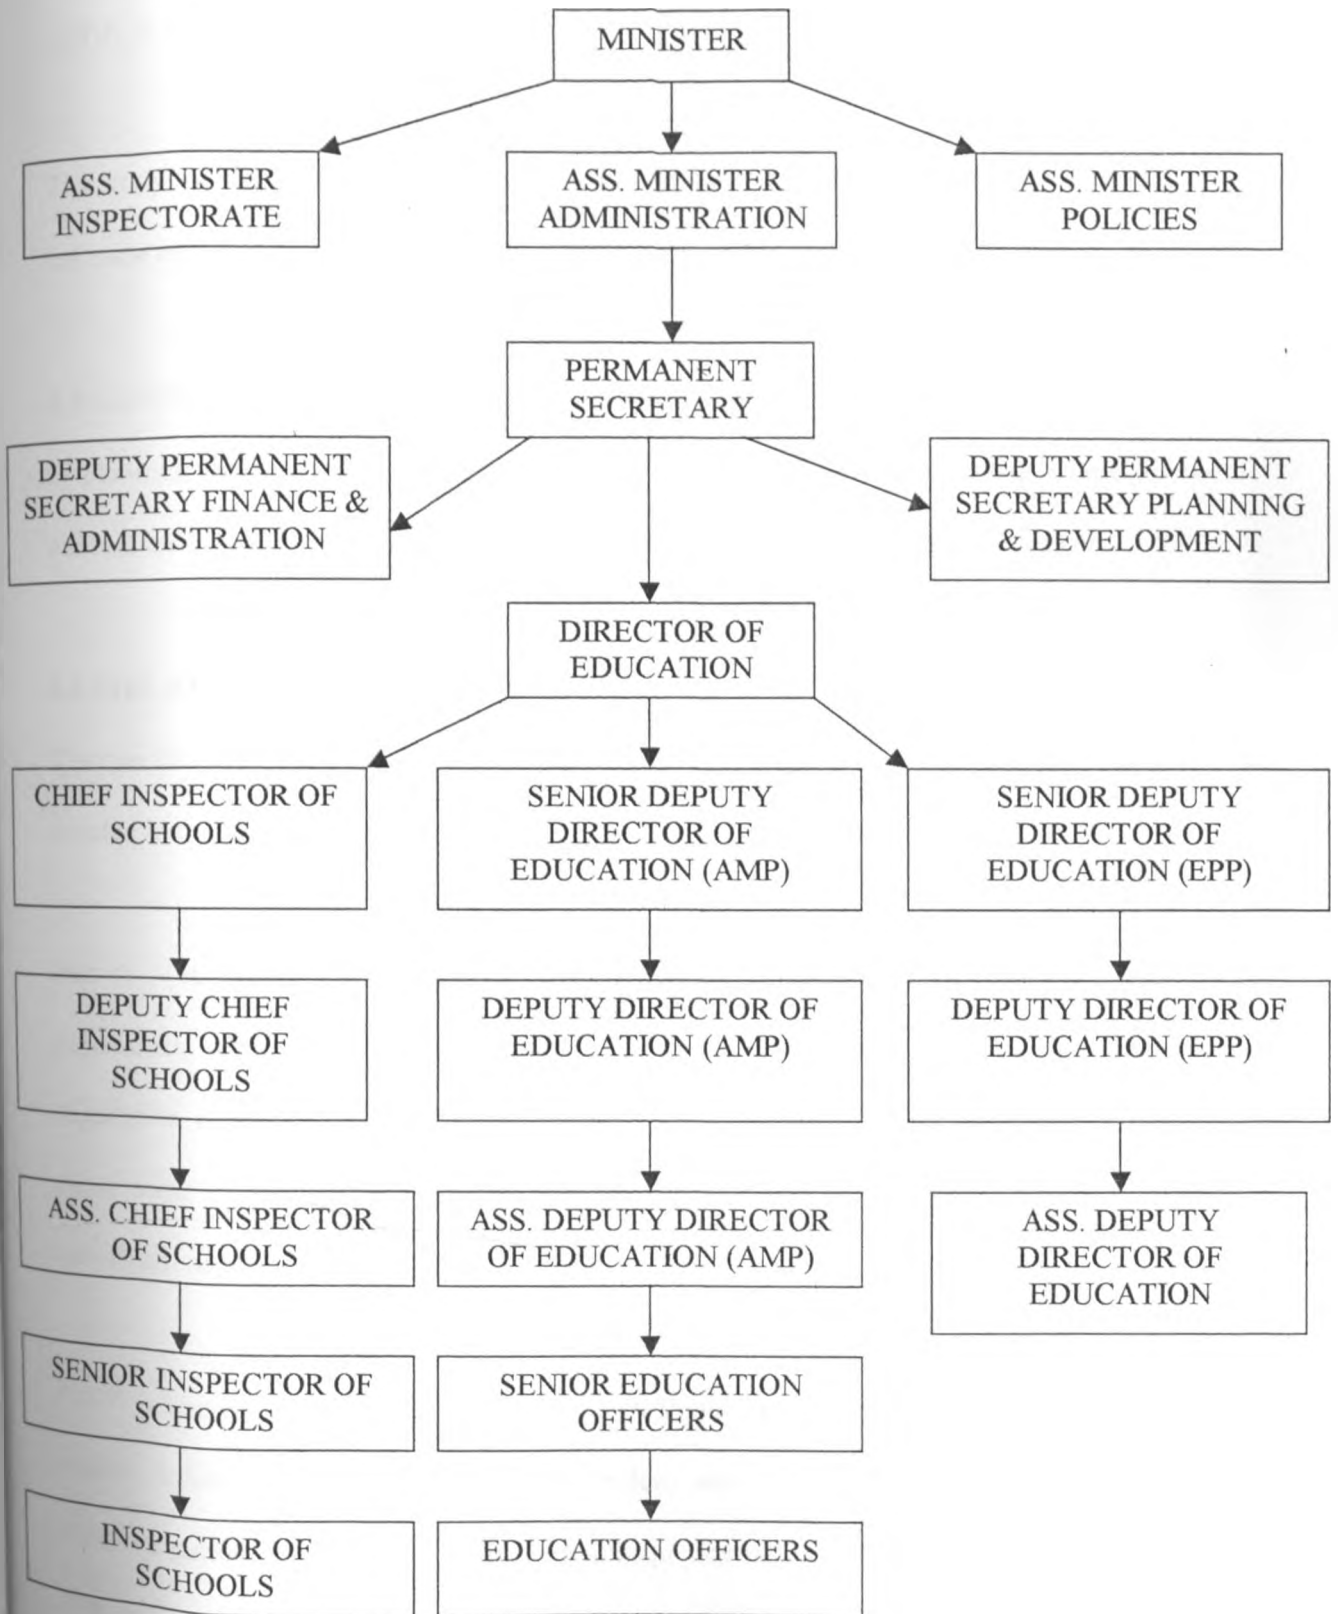 MINISTER
ASS. MINISTER
INSPECTORATE
ASS. MINISTER
ADMINISTRATION
ASS. MINISTER
POLICIES
PERMANENT
SECRETARY
DEPUTY PERMANENT
SECRETARY FINANCE &
ADMINISTRATION
DEPUTY PERMANENT
SECRETARY PLANNING
& DEVELOPMENT
DIRECTOR OF
EDUCATION
CHIEF INSPECTOR OF
SCHOOLS
SENIOR DEPUTY
DIRECTOR OF
EDUCATION (AMP)
SENIOR DEPUTY
DIRECTOR OF
EDUCATION (EPP)
DEPUTY CHIEF
INSPECTOR OF
SCHOOLS
DEPUTY DIRECTOR OF
EDUCATION (AMP)
DEPUTY DIRECTOR OF
EDUCATION (EPP)
ASS. CHIEF INSPECTOR
OF SCHOOLS
ASS. DEPUTY DIRECTOR
OF EDUCATION (AMP)
ASS. DEPUTY
DIRECTOR OF
EDUCATION
SENIOR INSPECTOR OF
SCHOOLS
SENIOR EDUCATION
OFFICERS
INSPECTOR OF
SCHOOLS
EDUCATION OFFICERS